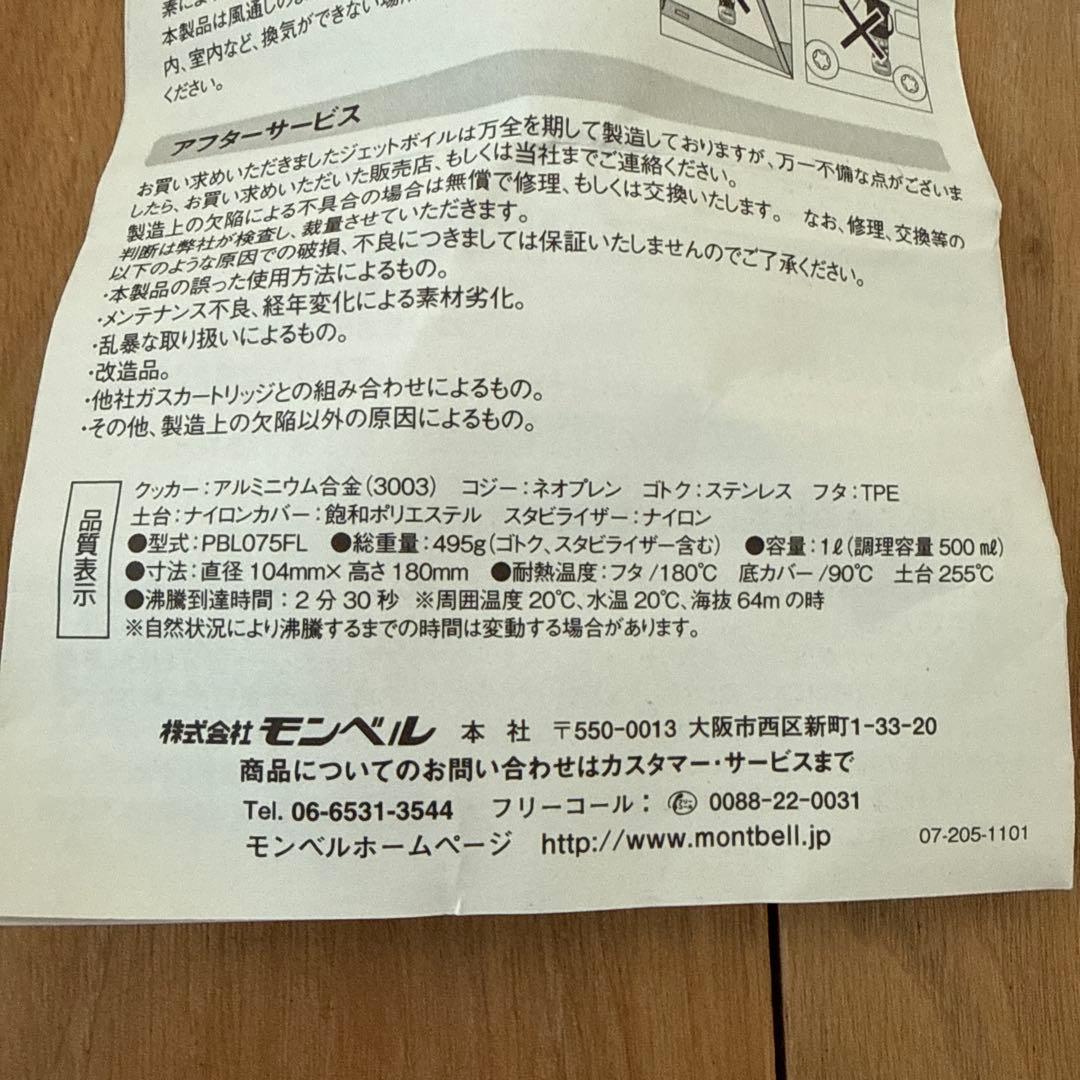 素によ
本製品は風通しの
内、室内など、換気ができない場
ください。
アフターサービス
お買い求めいただきましたジェットボイルは万全を期して製造しておりますが、万一不備な点がございま
したら、お買い求めいただいた販売店、もしくは当社までご連絡ください。
製造上の欠陥による不具合の場合は無償で修理、もしくは交換いたします。 なお、修理、交換等の
判断は弊社が検査し、裁量させていただきます。
以下のような原因での破損、不良につきましては保証いたしませんのでご了承ください。
・本製品の誤った使用方法によるもの。
・メンテナンス不良、経年変化による素材劣化。
・乱暴な取り扱いによるもの。
・改造品。
・他社ガスカートリッジとの組み合わせによるもの。
・その他、製造上の欠陥以外の原因によるもの。
品質表示
クッカー：アルミニウム合金(3003) コジー：ネオプレン ゴトク：ステンレス フタ：TPE
土台：ナイロンカバー：飽和ポリエステル スタビライザー：ナイロン
●型式：PBL075FL ●総重量：495g(ゴトク、スタビライザー含む) ●容量：1ℓ(調理容量500㎖)
●寸法：直径104mm×高さ180mm ●耐熱温度：フタ/180℃ 底カバー/90℃ 土台255℃
●沸騰到達時間：2分30秒 ※周囲温度20℃、水温20℃、海抜64mの時
※自然状況により沸騰するまでの時間は変動する場合があります。
株式会社モンベル 本社 〒550-0013 大阪市西区新町1-33-20
商品についてのお問い合わせはカスタマー・サービスまで
Tel. 06-6531-3544 フリーコール： 0088-22-0031
モンベルホームページ http://www.montbell.jp 07-205-1101